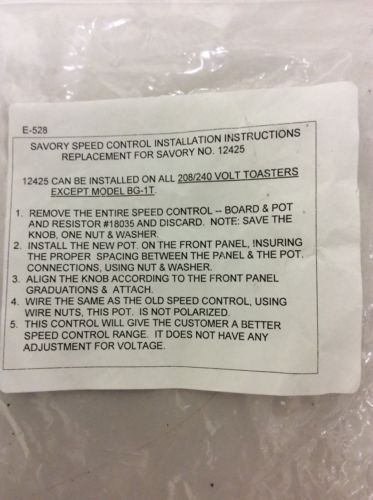 E-528
SAVORY SPEED CONTROL INSTALLATION INSTRUCTIONS
REPLACEMENT FOR SAVORY NO. 12425
12425 CAN BE INSTALLED ON ALL 208/240 VOLT TOASTERS
EXCEPT MODEL BG-1T.
1. REMOVE THE ENTIRE SPEED CONTROL -- BOARD & POT
AND RESISTOR #18035 AND DISCARD. NOTE: SAVE THE
KNOB, ONE NUT & WASHER.
2. INSTALL THE NEW POT. ON THE FRONT PANEL, INSURING
THE PROPER SPACING BETWEEN THE PANEL & THE POT.
CONNECTIONS, USING NUT & WASHER.
3. ALIGN THE KNOB ACCORDING TO THE FRONT PANEL
GRADUATIONS & ATTACH.
4. WIRE THE SAME AS THE OLD SPEED CONTROL, USING
WIRE NUTS, THIS POT. IS NOT POLARIZED.
5. THIS CONTROL WILL GIVE THE CUSTOMER A BETTER
SPEED CONTROL RANGE. IT DOES NOT HAVE ANY
ADJUSTMENT FOR VOLTAGE.